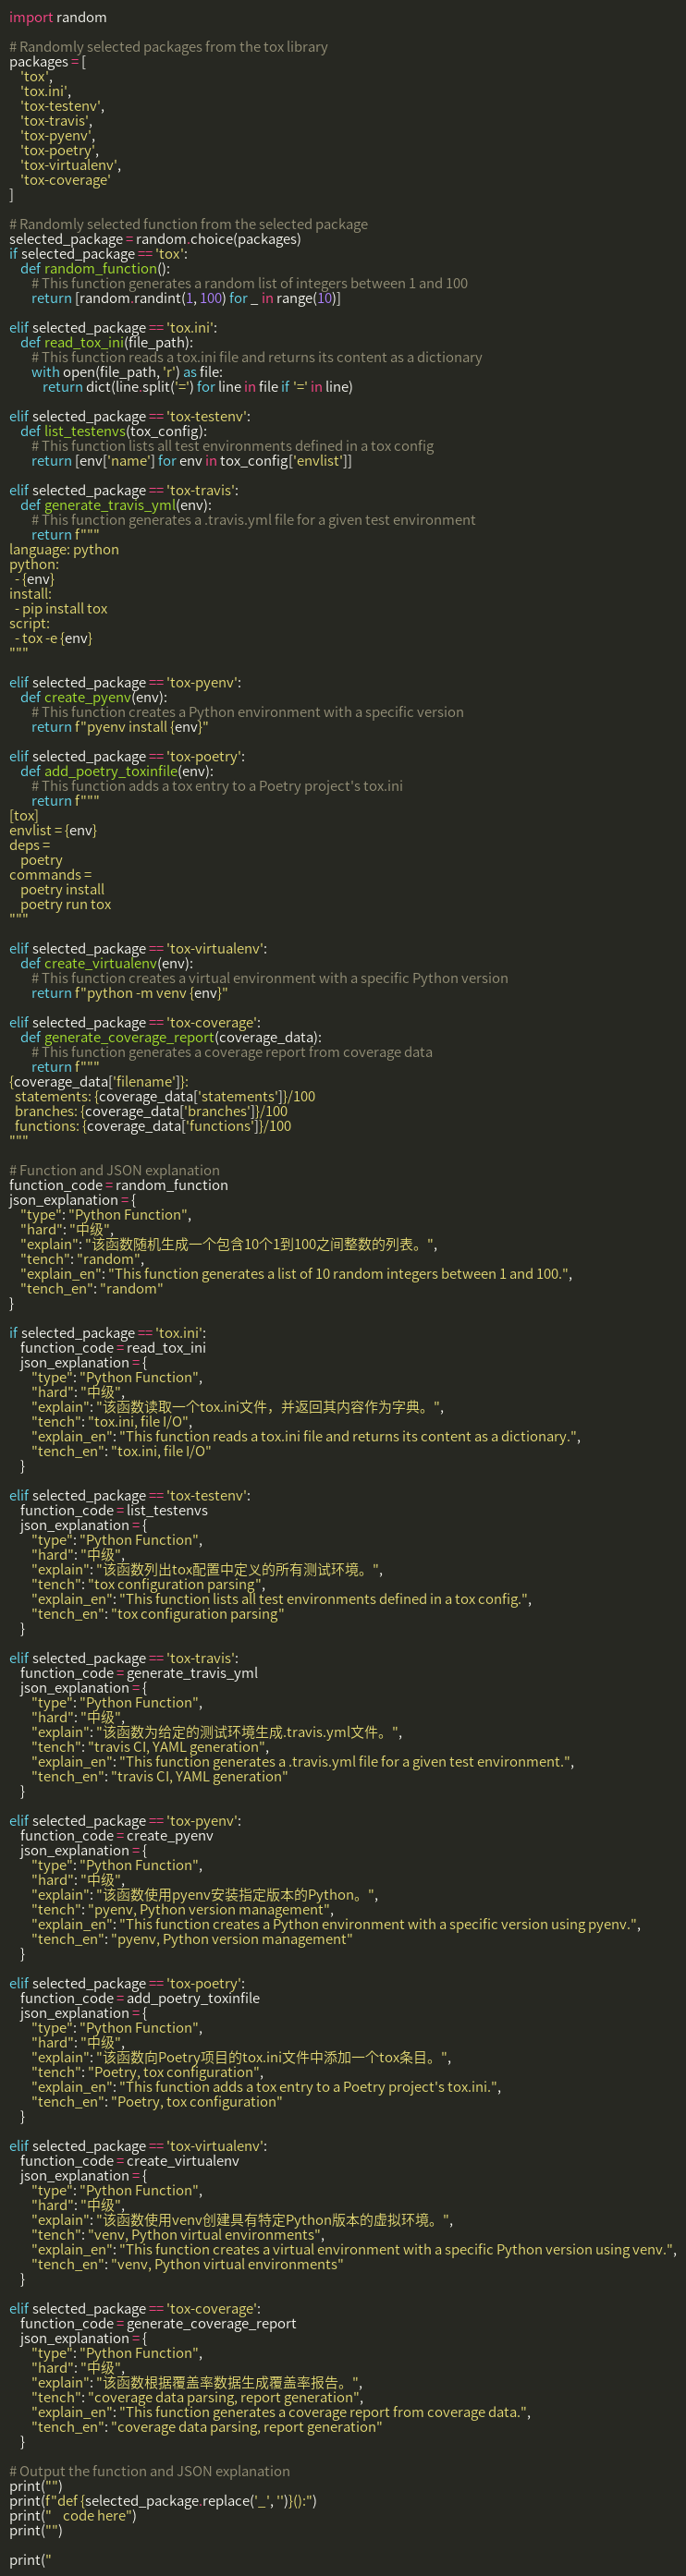 import random

# Randomly selected packages from the tox library
packages = [
    'tox',
    'tox.ini',
    'tox-testenv',
    'tox-travis',
    'tox-pyenv',
    'tox-poetry',
    'tox-virtualenv',
    'tox-coverage'
]

# Randomly selected function from the selected package
selected_package = random.choice(packages)
if selected_package == 'tox':
    def random_function():
        # This function generates a random list of integers between 1 and 100
        return [random.randint(1, 100) for _ in range(10)]

elif selected_package == 'tox.ini':
    def read_tox_ini(file_path):
        # This function reads a tox.ini file and returns its content as a dictionary
        with open(file_path, 'r') as file:
            return dict(line.split('=') for line in file if '=' in line)

elif selected_package == 'tox-testenv':
    def list_testenvs(tox_config):
        # This function lists all test environments defined in a tox config
        return [env['name'] for env in tox_config['envlist']]

elif selected_package == 'tox-travis':
    def generate_travis_yml(env):
        # This function generates a .travis.yml file for a given test environment
        return f"""
language: python
python:
  - {env}
install:
  - pip install tox
script:
  - tox -e {env}
"""

elif selected_package == 'tox-pyenv':
    def create_pyenv(env):
        # This function creates a Python environment with a specific version
        return f"pyenv install {env}"

elif selected_package == 'tox-poetry':
    def add_poetry_toxinfile(env):
        # This function adds a tox entry to a Poetry project's tox.ini
        return f"""
[tox]
envlist = {env}
deps =
    poetry
commands =
    poetry install
    poetry run tox
"""

elif selected_package == 'tox-virtualenv':
    def create_virtualenv(env):
        # This function creates a virtual environment with a specific Python version
        return f"python -m venv {env}"

elif selected_package == 'tox-coverage':
    def generate_coverage_report(coverage_data):
        # This function generates a coverage report from coverage data
        return f"""
{coverage_data['filename']}:
  statements: {coverage_data['statements']}/100
  branches: {coverage_data['branches']}/100
  functions: {coverage_data['functions']}/100
"""

# Function and JSON explanation
function_code = random_function
json_explanation = {
    "type": "Python Function",
    "hard": "中级",
    "explain": "该函数随机生成一个包含10个1到100之间整数的列表。",
    "tench": "random",
    "explain_en": "This function generates a list of 10 random integers between 1 and 100.",
    "tench_en": "random"
}

if selected_package == 'tox.ini':
    function_code = read_tox_ini
    json_explanation = {
        "type": "Python Function",
        "hard": "中级",
        "explain": "该函数读取一个tox.ini文件，并返回其内容作为字典。",
        "tench": "tox.ini, file I/O",
        "explain_en": "This function reads a tox.ini file and returns its content as a dictionary.",
        "tench_en": "tox.ini, file I/O"
    }

elif selected_package == 'tox-testenv':
    function_code = list_testenvs
    json_explanation = {
        "type": "Python Function",
        "hard": "中级",
        "explain": "该函数列出tox配置中定义的所有测试环境。",
        "tench": "tox configuration parsing",
        "explain_en": "This function lists all test environments defined in a tox config.",
        "tench_en": "tox configuration parsing"
    }

elif selected_package == 'tox-travis':
    function_code = generate_travis_yml
    json_explanation = {
        "type": "Python Function",
        "hard": "中级",
        "explain": "该函数为给定的测试环境生成.travis.yml文件。",
        "tench": "travis CI, YAML generation",
        "explain_en": "This function generates a .travis.yml file for a given test environment.",
        "tench_en": "travis CI, YAML generation"
    }

elif selected_package == 'tox-pyenv':
    function_code = create_pyenv
    json_explanation = {
        "type": "Python Function",
        "hard": "中级",
        "explain": "该函数使用pyenv安装指定版本的Python。",
        "tench": "pyenv, Python version management",
        "explain_en": "This function creates a Python environment with a specific version using pyenv.",
        "tench_en": "pyenv, Python version management"
    }

elif selected_package == 'tox-poetry':
    function_code = add_poetry_toxinfile
    json_explanation = {
        "type": "Python Function",
        "hard": "中级",
        "explain": "该函数向Poetry项目的tox.ini文件中添加一个tox条目。",
        "tench": "Poetry, tox configuration",
        "explain_en": "This function adds a tox entry to a Poetry project's tox.ini.",
        "tench_en": "Poetry, tox configuration"
    }

elif selected_package == 'tox-virtualenv':
    function_code = create_virtualenv
    json_explanation = {
        "type": "Python Function",
        "hard": "中级",
        "explain": "该函数使用venv创建具有特定Python版本的虚拟环境。",
        "tench": "venv, Python virtual environments",
        "explain_en": "This function creates a virtual environment with a specific Python version using venv.",
        "tench_en": "venv, Python virtual environments"
    }

elif selected_package == 'tox-coverage':
    function_code = generate_coverage_report
    json_explanation = {
        "type": "Python Function",
        "hard": "中级",
        "explain": "该函数根据覆盖率数据生成覆盖率报告。",
        "tench": "coverage data parsing, report generation",
        "explain_en": "This function generates a coverage report from coverage data.",
        "tench_en": "coverage data parsing, report generation"
    }

# Output the function and JSON explanation
print("")
print(f"def {selected_package.replace('_', '')}():")
print("    code here")
print("")

print("